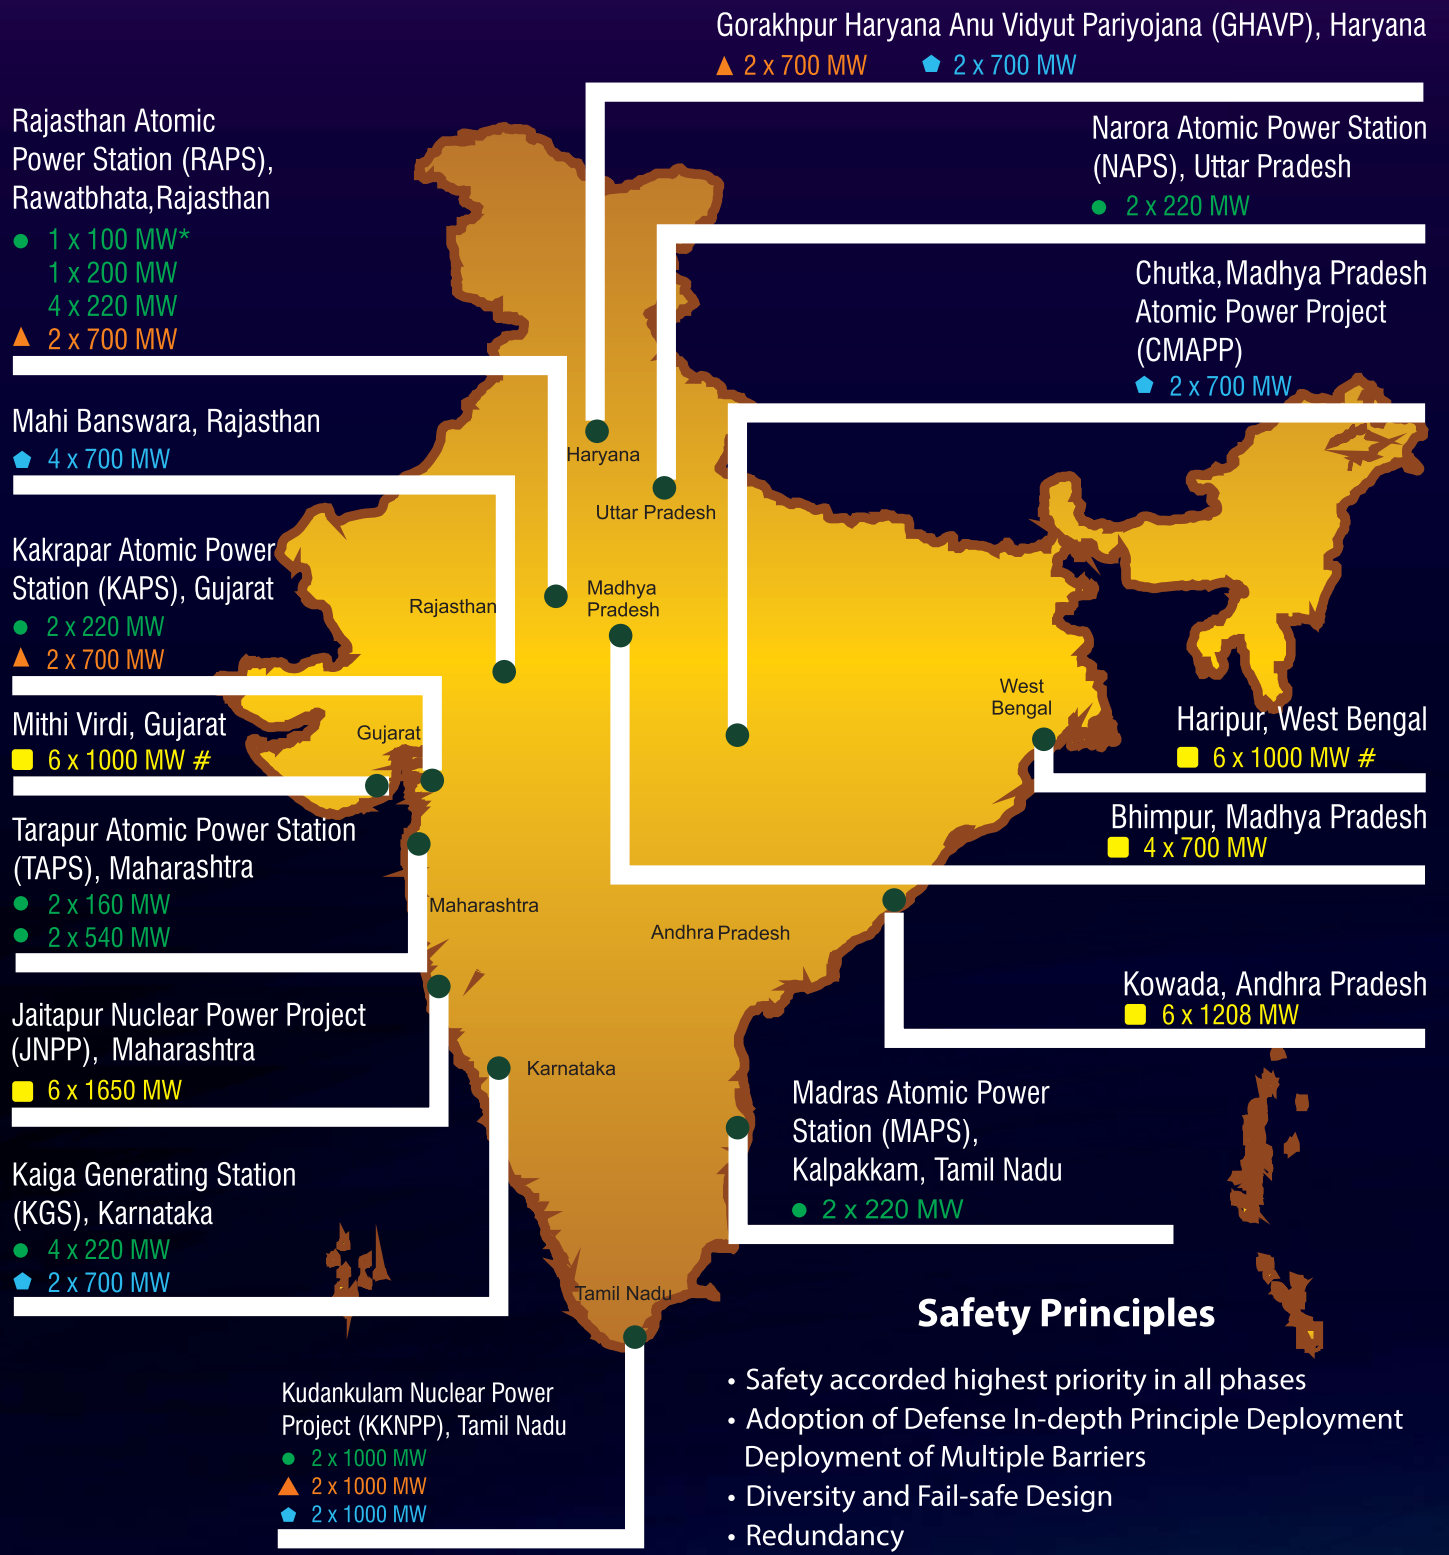 Gorakhpur Haryana Anu Vidyut Pariyojana (GHAVP), Haryana
2 x 700 MW
2 x 700 MW
Rajasthan Atomic
Power Station (RAPS),
Rawatbhata,Rajasthan
1 x 100 MW*
1 x 200 MW
4 x 220 MW
2 x 700 MW
Narora Atomic Power Station
(NAPS), Uttar Pradesh
2 x 220 MW
Chutka,Madhya Pradesh
Atomic Power Project
(CMAPP)
2 x 700 MW
Mahi Banswara, Rajasthan
4 x 700 MW
Haryana
Uttar Pradesh
Kakrapar Atomic Power
Station (KAPS), Gujarat
2 x 220 MW
2 x 700 MW
Rajasthan
Madhya
Pradesh
West
Bengal
Mithi Virdi, Gujarat
6 x 1000 MW #
Gujarat
Haripur, West Bengal
6 x 1000 MW #
Tarapur Atomic Power Station
(TAPS), Maharashtra
2 x 160 MW
2 x 540 MW
Bhimpur, Madhya Pradesh
4 x 700 MW
Maharashtra
Andhra Pradesh
Kowada, Andhra Pradesh
6 x 1208 MW
Jaitapur Nuclear Power Project
(JNPP), Maharashtra
6 x 1650 MW
Karnataka
Madras Atomic Power
Station (MAPS),
Kalpakkam, Tamil Nadu
2 x 220 MW
Kaiga Generating Station
(KGS), Karnataka
4 x 220 MW
2 x 700 MW
Tamil Nadu
Kudankulam Nuclear Power
Project (KKNPP), Tamil Nadu
2 x 1000 MW
2 x 1000 MW
2 x 1000 MW
Safety Principles
• Safety accorded highest priority in all phases
• Adoption of Defense In-depth Principle Deployment
Deployment of Multiple Barriers
• Diversity and Fail-safe Design
• Redundancy